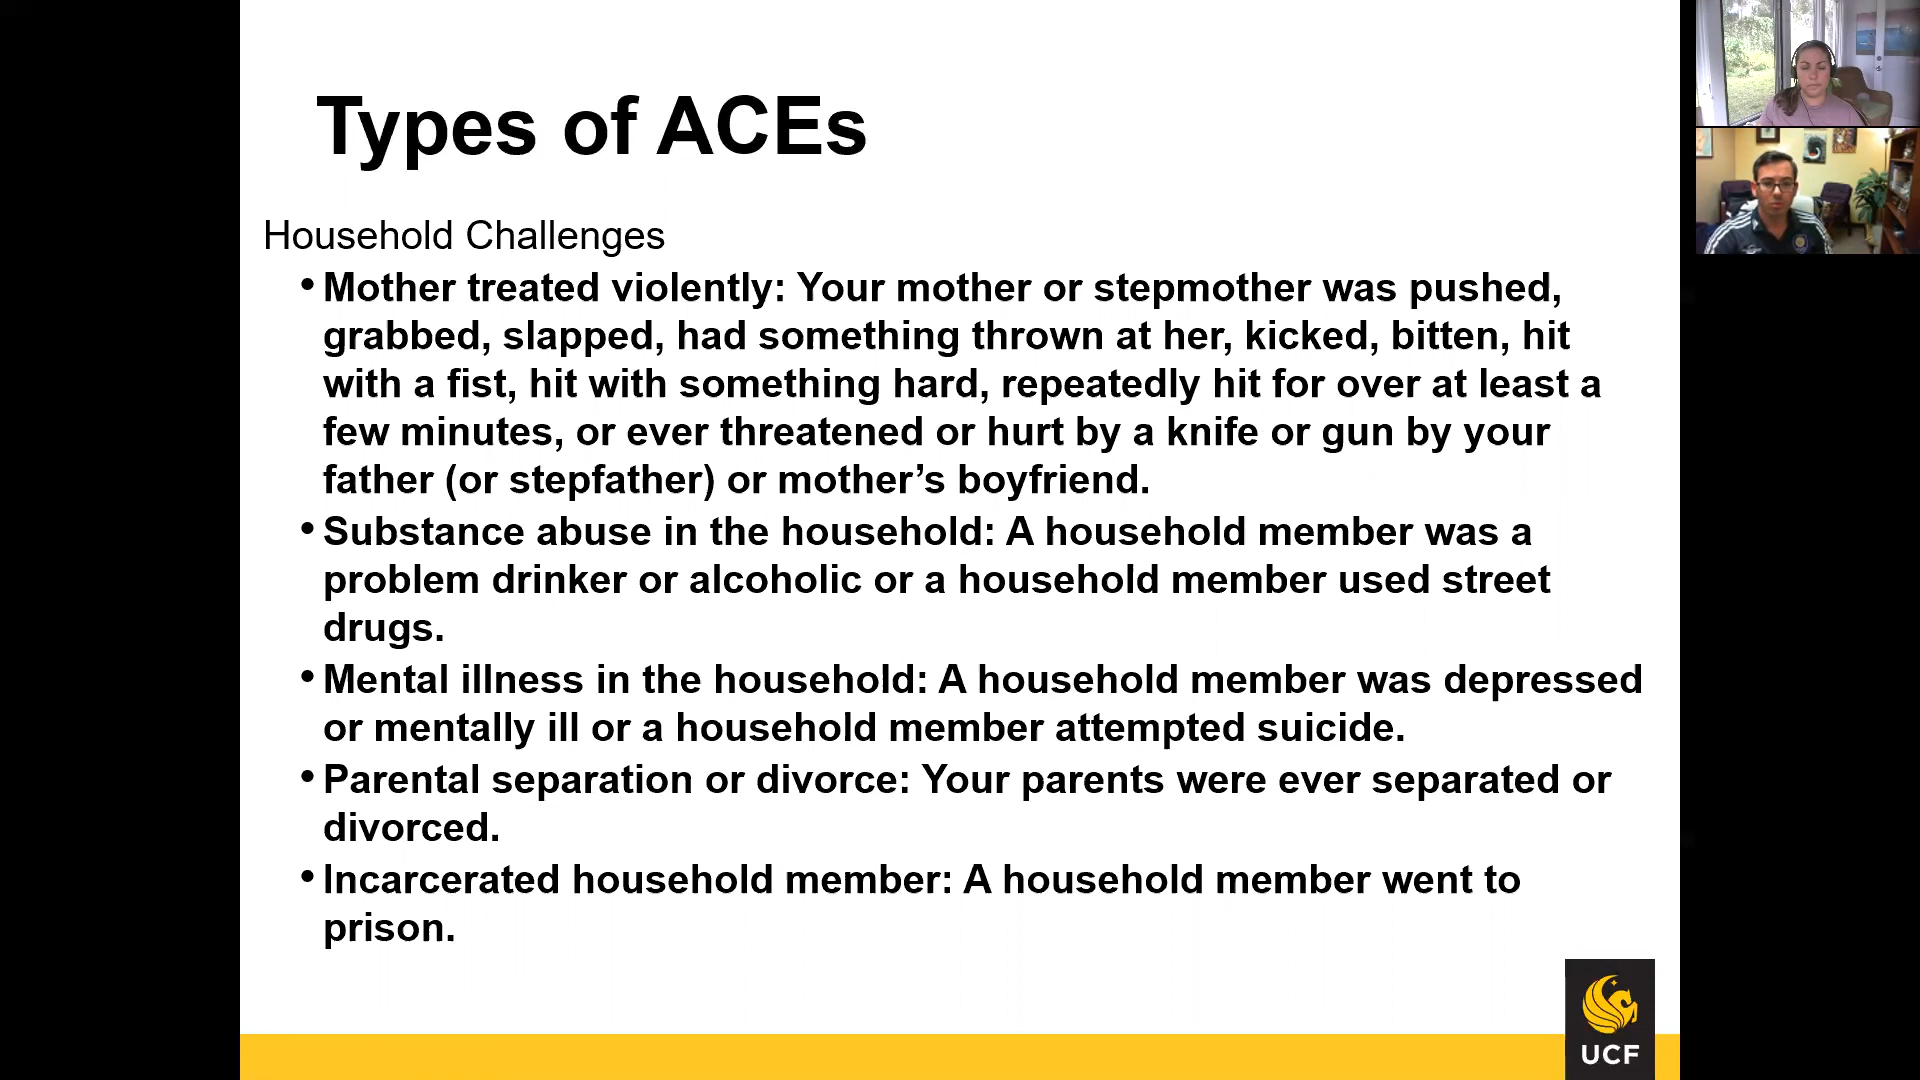 Types of ACEs
Household Challenges
• Mother treated violently: Your mother or stepmother was pushed,
grabbed, slapped, had something thrown at her, kicked, bitten, hit
with a fist, hit with something hard, repeatedly hit for over at least a
few minutes, or ever threatened or hurt by a knife or gun by your
father (or stepfather) or mother’s boyfriend.
• Substance abuse in the household: A household member was a
problem drinker or alcoholic or a household member used street
drugs.
• Mental illness in the household: A household member was depressed
or mentally ill or a household member attempted suicide.
• Parental separation or divorce: Your parents were ever separated or
divorced.
• Incarcerated household member: A household member went to
prison.
UCF